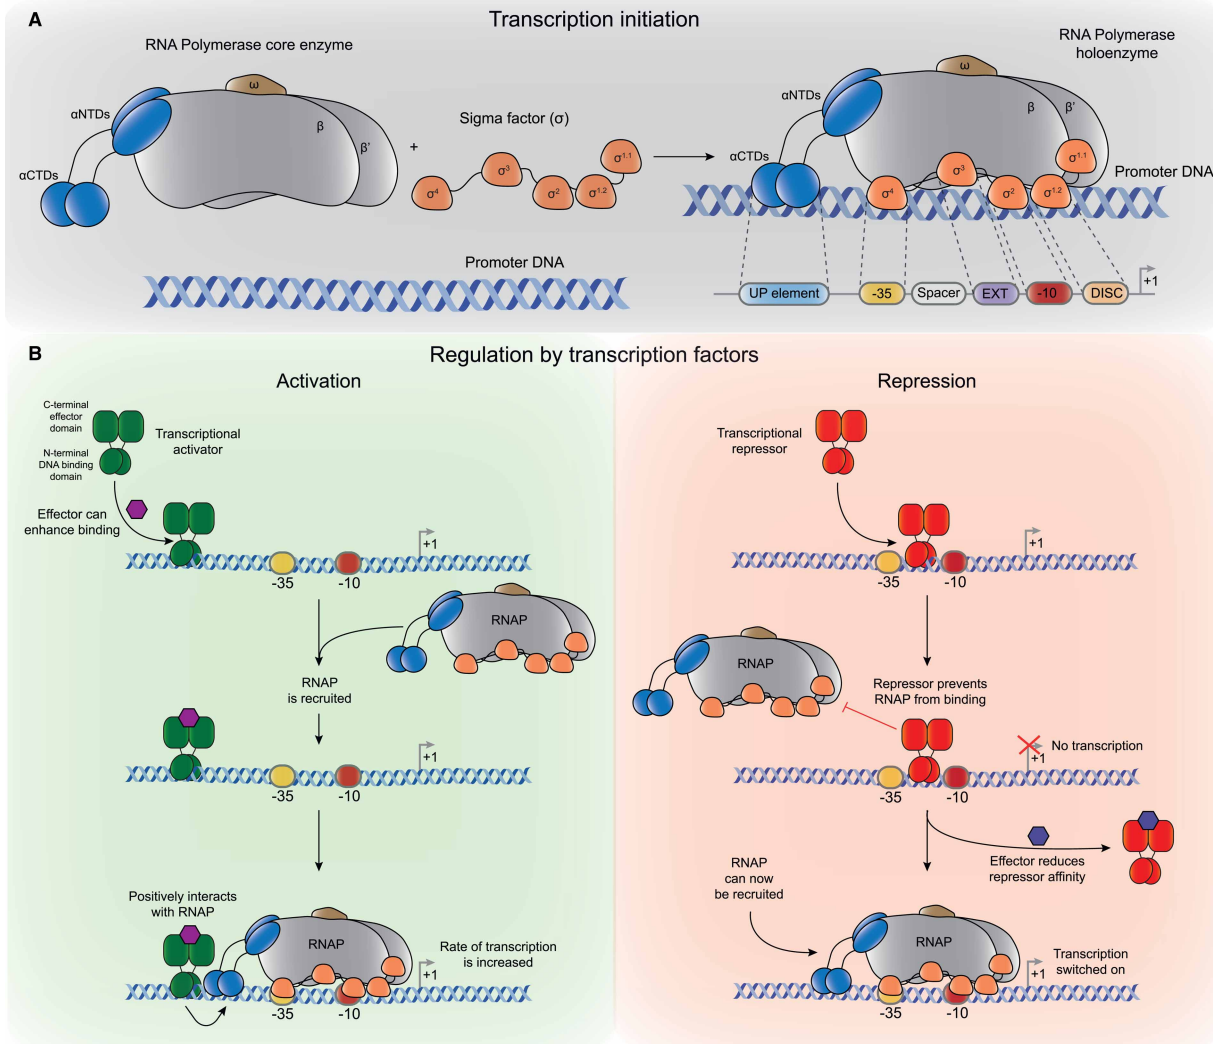 A
Transcription initiation
RNA Polymerase core enzyme
ω
αNTDs
β
β'
αCTDs
+
Sigma factor (σ)
σ4
σ3
σ2
σ1.2
σ1.1
Promoter DNA
RNA Polymerase
holoenzyme
ω
αNTDs
β
β'
αCTDs
σ1.1
σ3
σ4
σ2
σ1.2
Promoter DNA
UP element
-35
Spacer
EXT
-10
DISC
+1
B
Regulation by transcription factors
Activation
C-terminal
effector
domain
N-terminal
DNA binding
domain
Transcriptional
activator
Effector can
enhance binding
+1
-35
-10
RNAP
RNAP
is recruited
+1
-35
-10
Positively interacts
with RNAP
RNAP
Rate of transcription
is increased
+1
-35
-10
Repression
Transcriptional
repressor
+1
-35
-10
RNAP
Repressor prevents
RNAP from binding
No transcription
+1
-35
-10
Effector reduces
repressor affinity
RNAP
can now
be recruited
RNAP
Transcription
switched on
+1
-35
-10